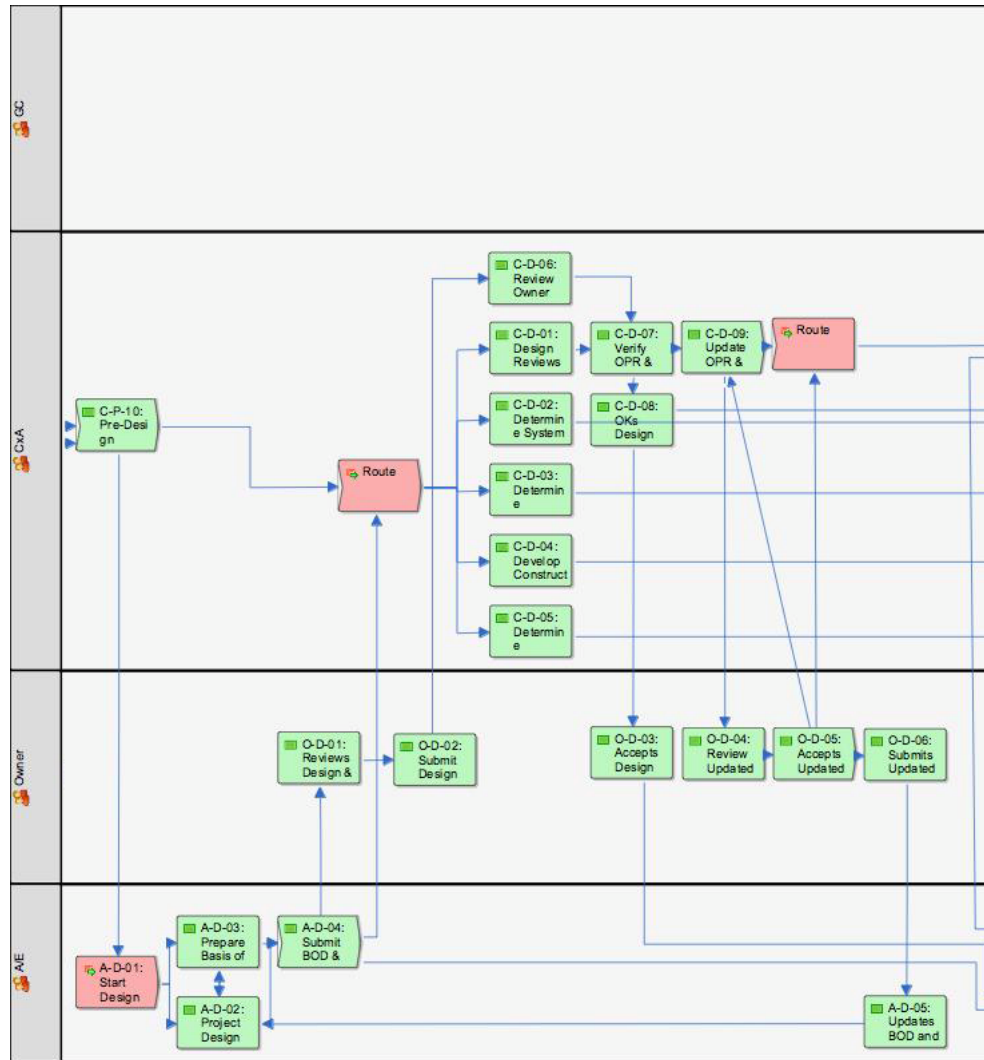 GC
CxA
C-D-06:
Review
Owner
C-D-01:
Design
Reviews
C-D-07:
Verify
OPR &
C-D-09:
Update
OPR &
Route
C-P-10:
Pre-Desi
gn
C-D-02:
Determin
e System
C-D-08:
OKs
Design
Route
C-D-03:
Determin
e
C-D-04:
Develop
Construct
C-D-05:
Determin
e
Owner
O-D-01:
Reviews
Design &
O-D-02:
Submit
Design
O-D-03:
Accepts
Design
O-D-04:
Review
Updated
O-D-05:
Accepts
Updated
O-D-06:
Submits
Updated
A/E
A-D-03:
Prepare
Basis of
A-D-04:
Submit
BOD &
A-D-01:
Start
Design
A-D-02:
Project
Design
A-D-05:
Updates
BOD and